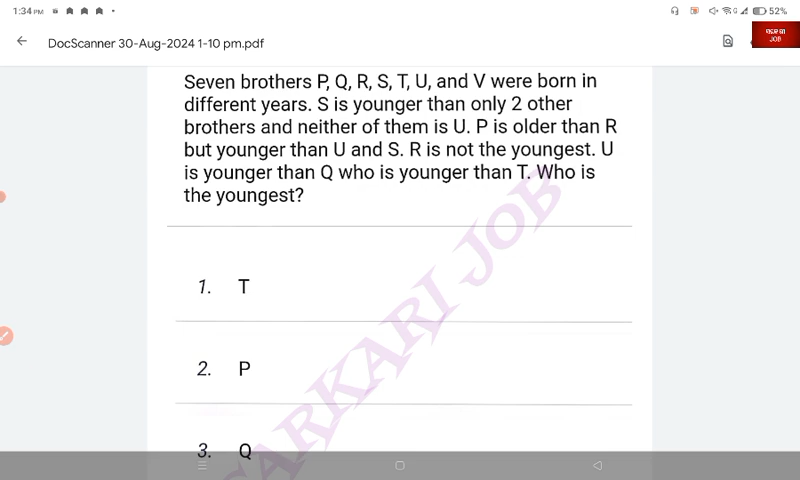 1:34 PM
52%
DocScanner 30-Aug-2024 1-10 pm.pdf
JOB
Seven brothers P, Q, R, S, T, U, and V were born in
different years. S is younger than only 2 other
brothers and neither of them is U. P is older than R
but younger than U and S. R is not the youngest. U
is younger than Q who is younger than T. Who is
the youngest?
1. T
2. P
3. Q
SARKARI JOB